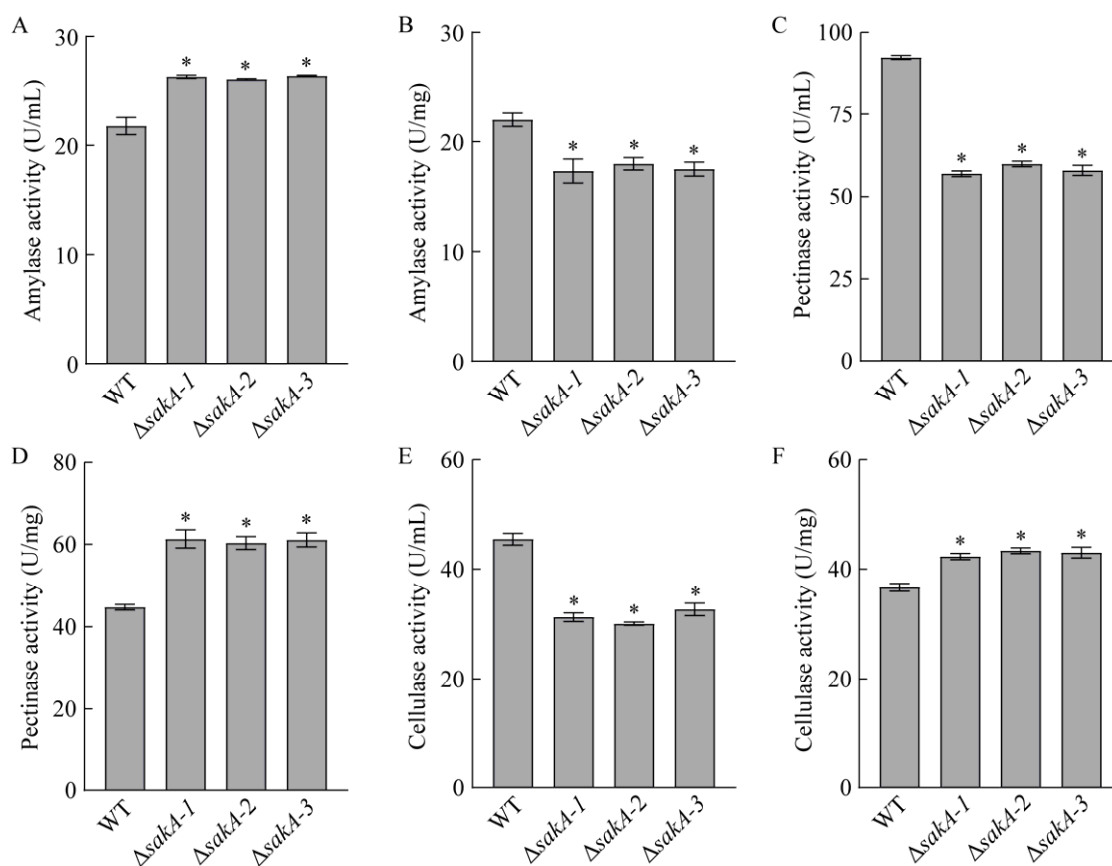 A
Amylase activity (U/mL)
30
20
10
0
* * *
WT ΔsakA-1 ΔsakA-2 ΔsakA-3
B
Amylase activity (U/mg)
30
20
10
0
* * *
WT ΔsakA-1 ΔsakA-2 ΔsakA-3
C
Pectinase activity (U/mL)
100
75
50
25
0
* * *
WT ΔsakA-1 ΔsakA-2 ΔsakA-3
D
Pectinase activity (U/mg)
80
60
40
20
0
* * *
WT ΔsakA-1 ΔsakA-2 ΔsakA-3
E
Cellulase activity (U/mL)
60
40
20
0
* * *
WT ΔsakA-1 ΔsakA-2 ΔsakA-3
F
Cellulase activity (U/mg)
60
40
20
0
* * *
WT ΔsakA-1 ΔsakA-2 ΔsakA-3